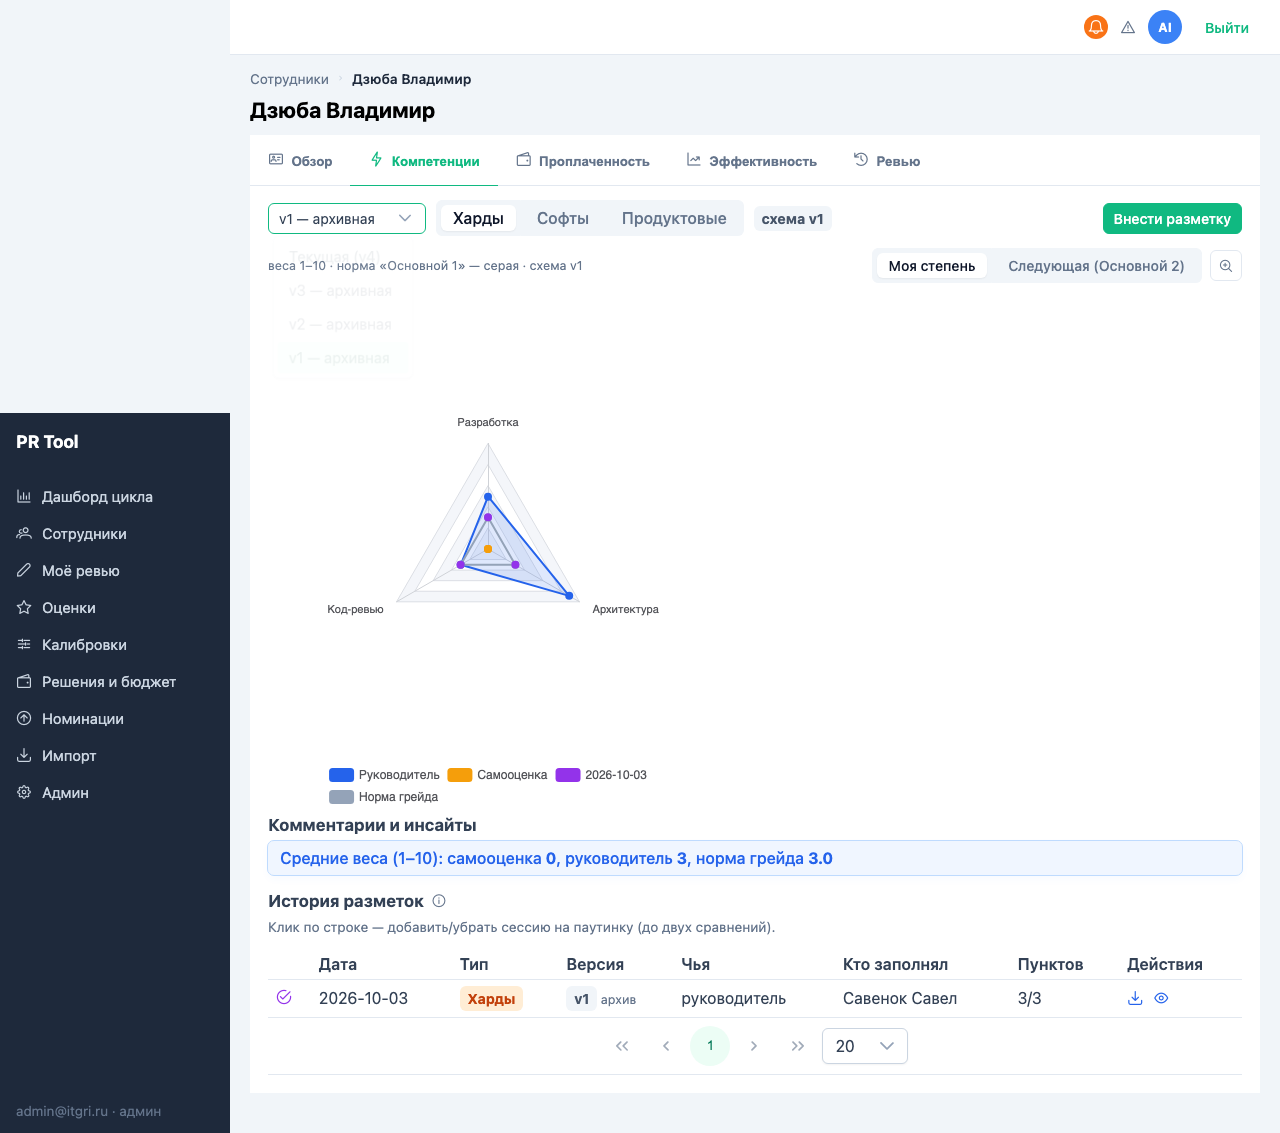 AI
Выйти
Сотрудники
Дзюба Владимир
Дзюба Владимир
Обзор
Компетенции
Проплаченность
Эффективность
Ревью
v1 — архивная
Харды
Софты
Продуктовые
схема v1
Внести разметку
Текущая (v4)
веса 1–10 · норма «Основной 1» — серая · схема v1
Моя степень
Следующая (Основной 2)
v3 — архивная
v2 — архивная
v1 — архивная
Разработка
Код-ревью
Архитектура
Руководитель
Самооценка
2026-10-03
Норма грейда
Комментарии и инсайты
Средние веса (1–10): самооценка 0, руководитель 3, норма грейда 3.0
История разметок
Клик по строке — добавить/убрать сессию на паутинку (до двух сравнений).
Дата Тип Версия Чья Кто заполнял Пунктов Действия
2026-10-03 Харды v1 архив руководитель Савенок Савел 3/3
1
20
PR Tool
Дашборд цикла
Сотрудники
Моё ревью
Оценки
Калибровки
Решения и бюджет
Номинации
Импорт
Админ
admin@itgri.ru · админ